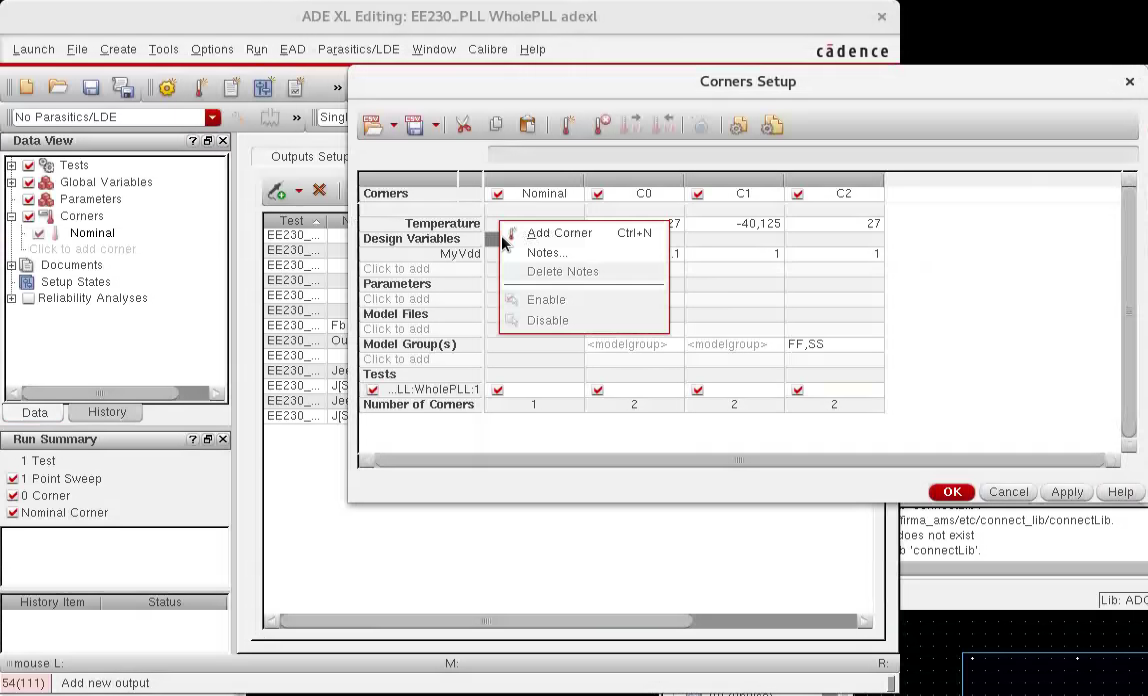 ADE XL Editing: EE230_PLL WholePLL adexl
Launch File Create Tools Options Run EAD Parasitics/LDE Window Calibre Help
cādence
No Parasitics/LDE
Singl
Data View
Tests
Global Variables
Parameters
Corners
Nominal
Click to add corner
Documents
Setup States
Reliability Analyses
Data History
Run Summary
1 Test
1 Point Sweep
0 Corner
Nominal Corner
History Item Status
Outputs Setup
Test N
EE230_...
EE230_...
EE230_...
EE230_...
EE230_...
EE230_...
EE230_... Fb
EE230_... Ou
EE230_...
EE230_... Jee
EE230_... J[S
EE230_... Jee
EE230_... J[S
Corners Setup
Corners Nominal C0 C1 C2
Temperature 27 -40,125 27
Design Variables
MyVdd .1 1 1
Click to add
Parameters
Click to add
Model Files
Click to add
Model Group(s) <modelgroup> <modelgroup> FF,SS
Click to add
Tests
...LL:WholePLL:1
Number of Corners 1 2 2 2
Add Corner Ctrl+N
Notes...
Delete Notes
Enable
Disable
OK Cancel Apply Help
firma_ams/etc/connect_lib/connectLib.
does not exist
b 'connectLib'.
Lib: ADC
mouse L: M: R:
54(111) Add new output